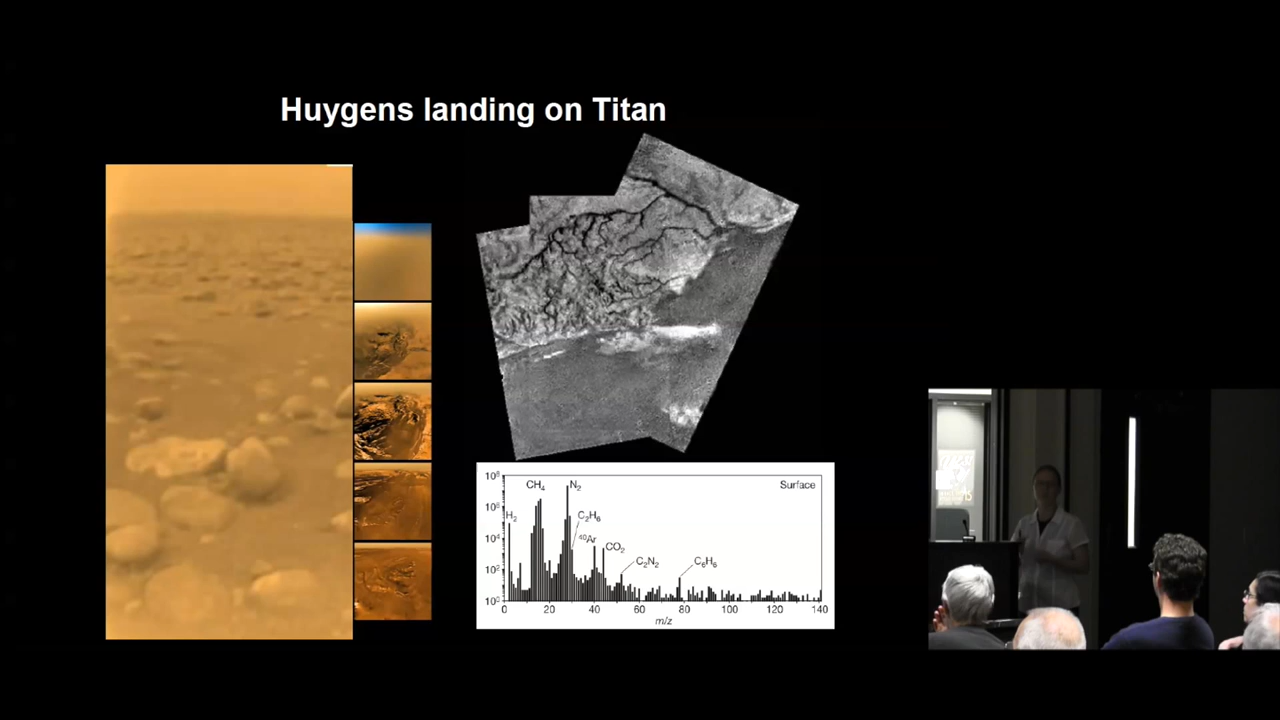 Huygens landing on Titan
10⁸
10⁶
10⁴
10²
10⁰
H₂
CH₄
N₂
C₂H₆
⁴⁰Ar
CO₂
C₂N₂
C₆H₆
Surface
0 20 40 60 80 100 120 140
m/z